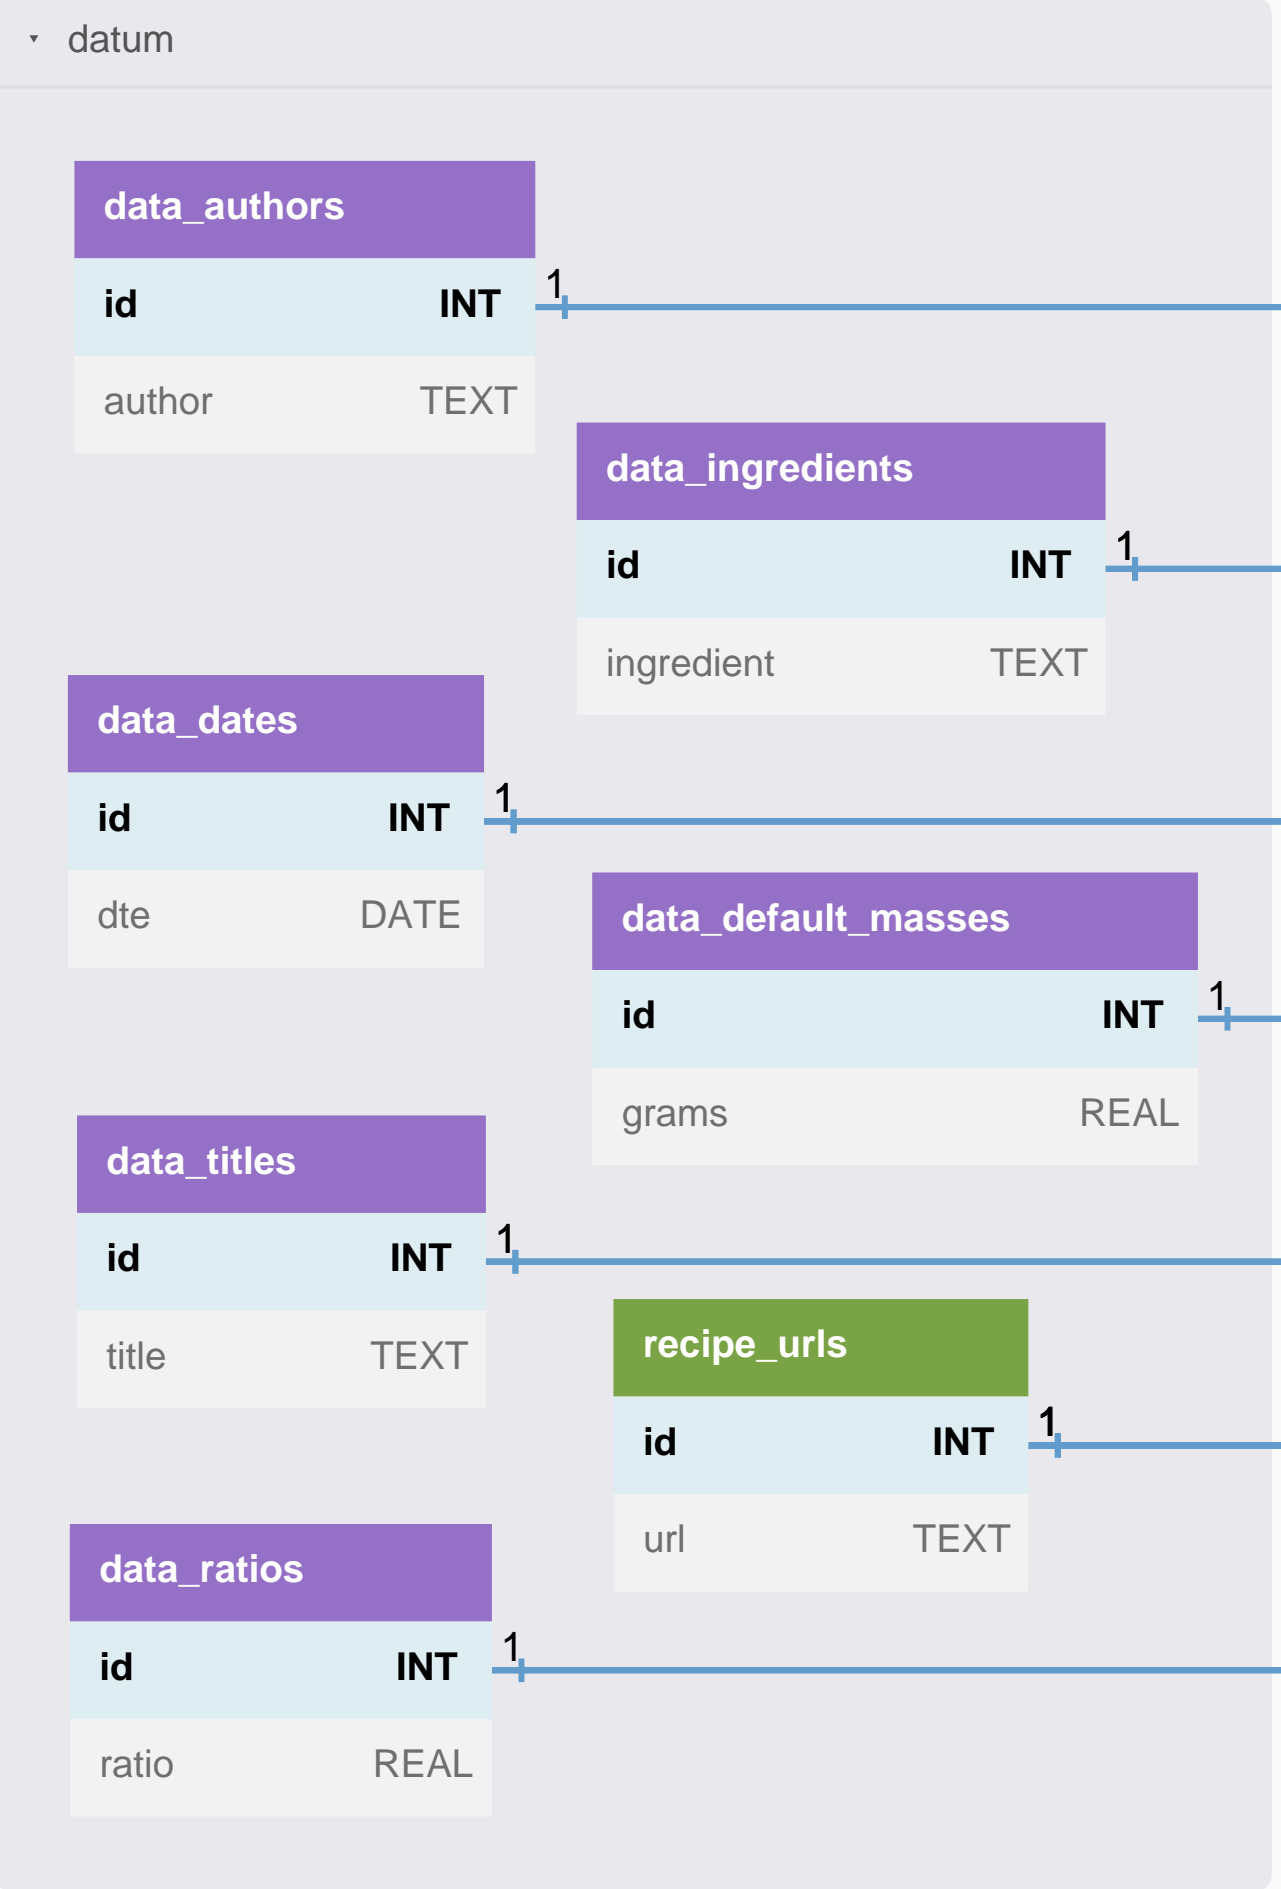 datum
data_authors
id INT 1
author TEXT
data_ingredients
id INT 1
ingredient TEXT
data_dates
id INT 1
dte DATE
data_default_masses
id INT 1
grams REAL
data_titles
id INT 1
title TEXT
recipe_urls
id INT 1
url TEXT
data_ratios
id INT 1
ratio REAL